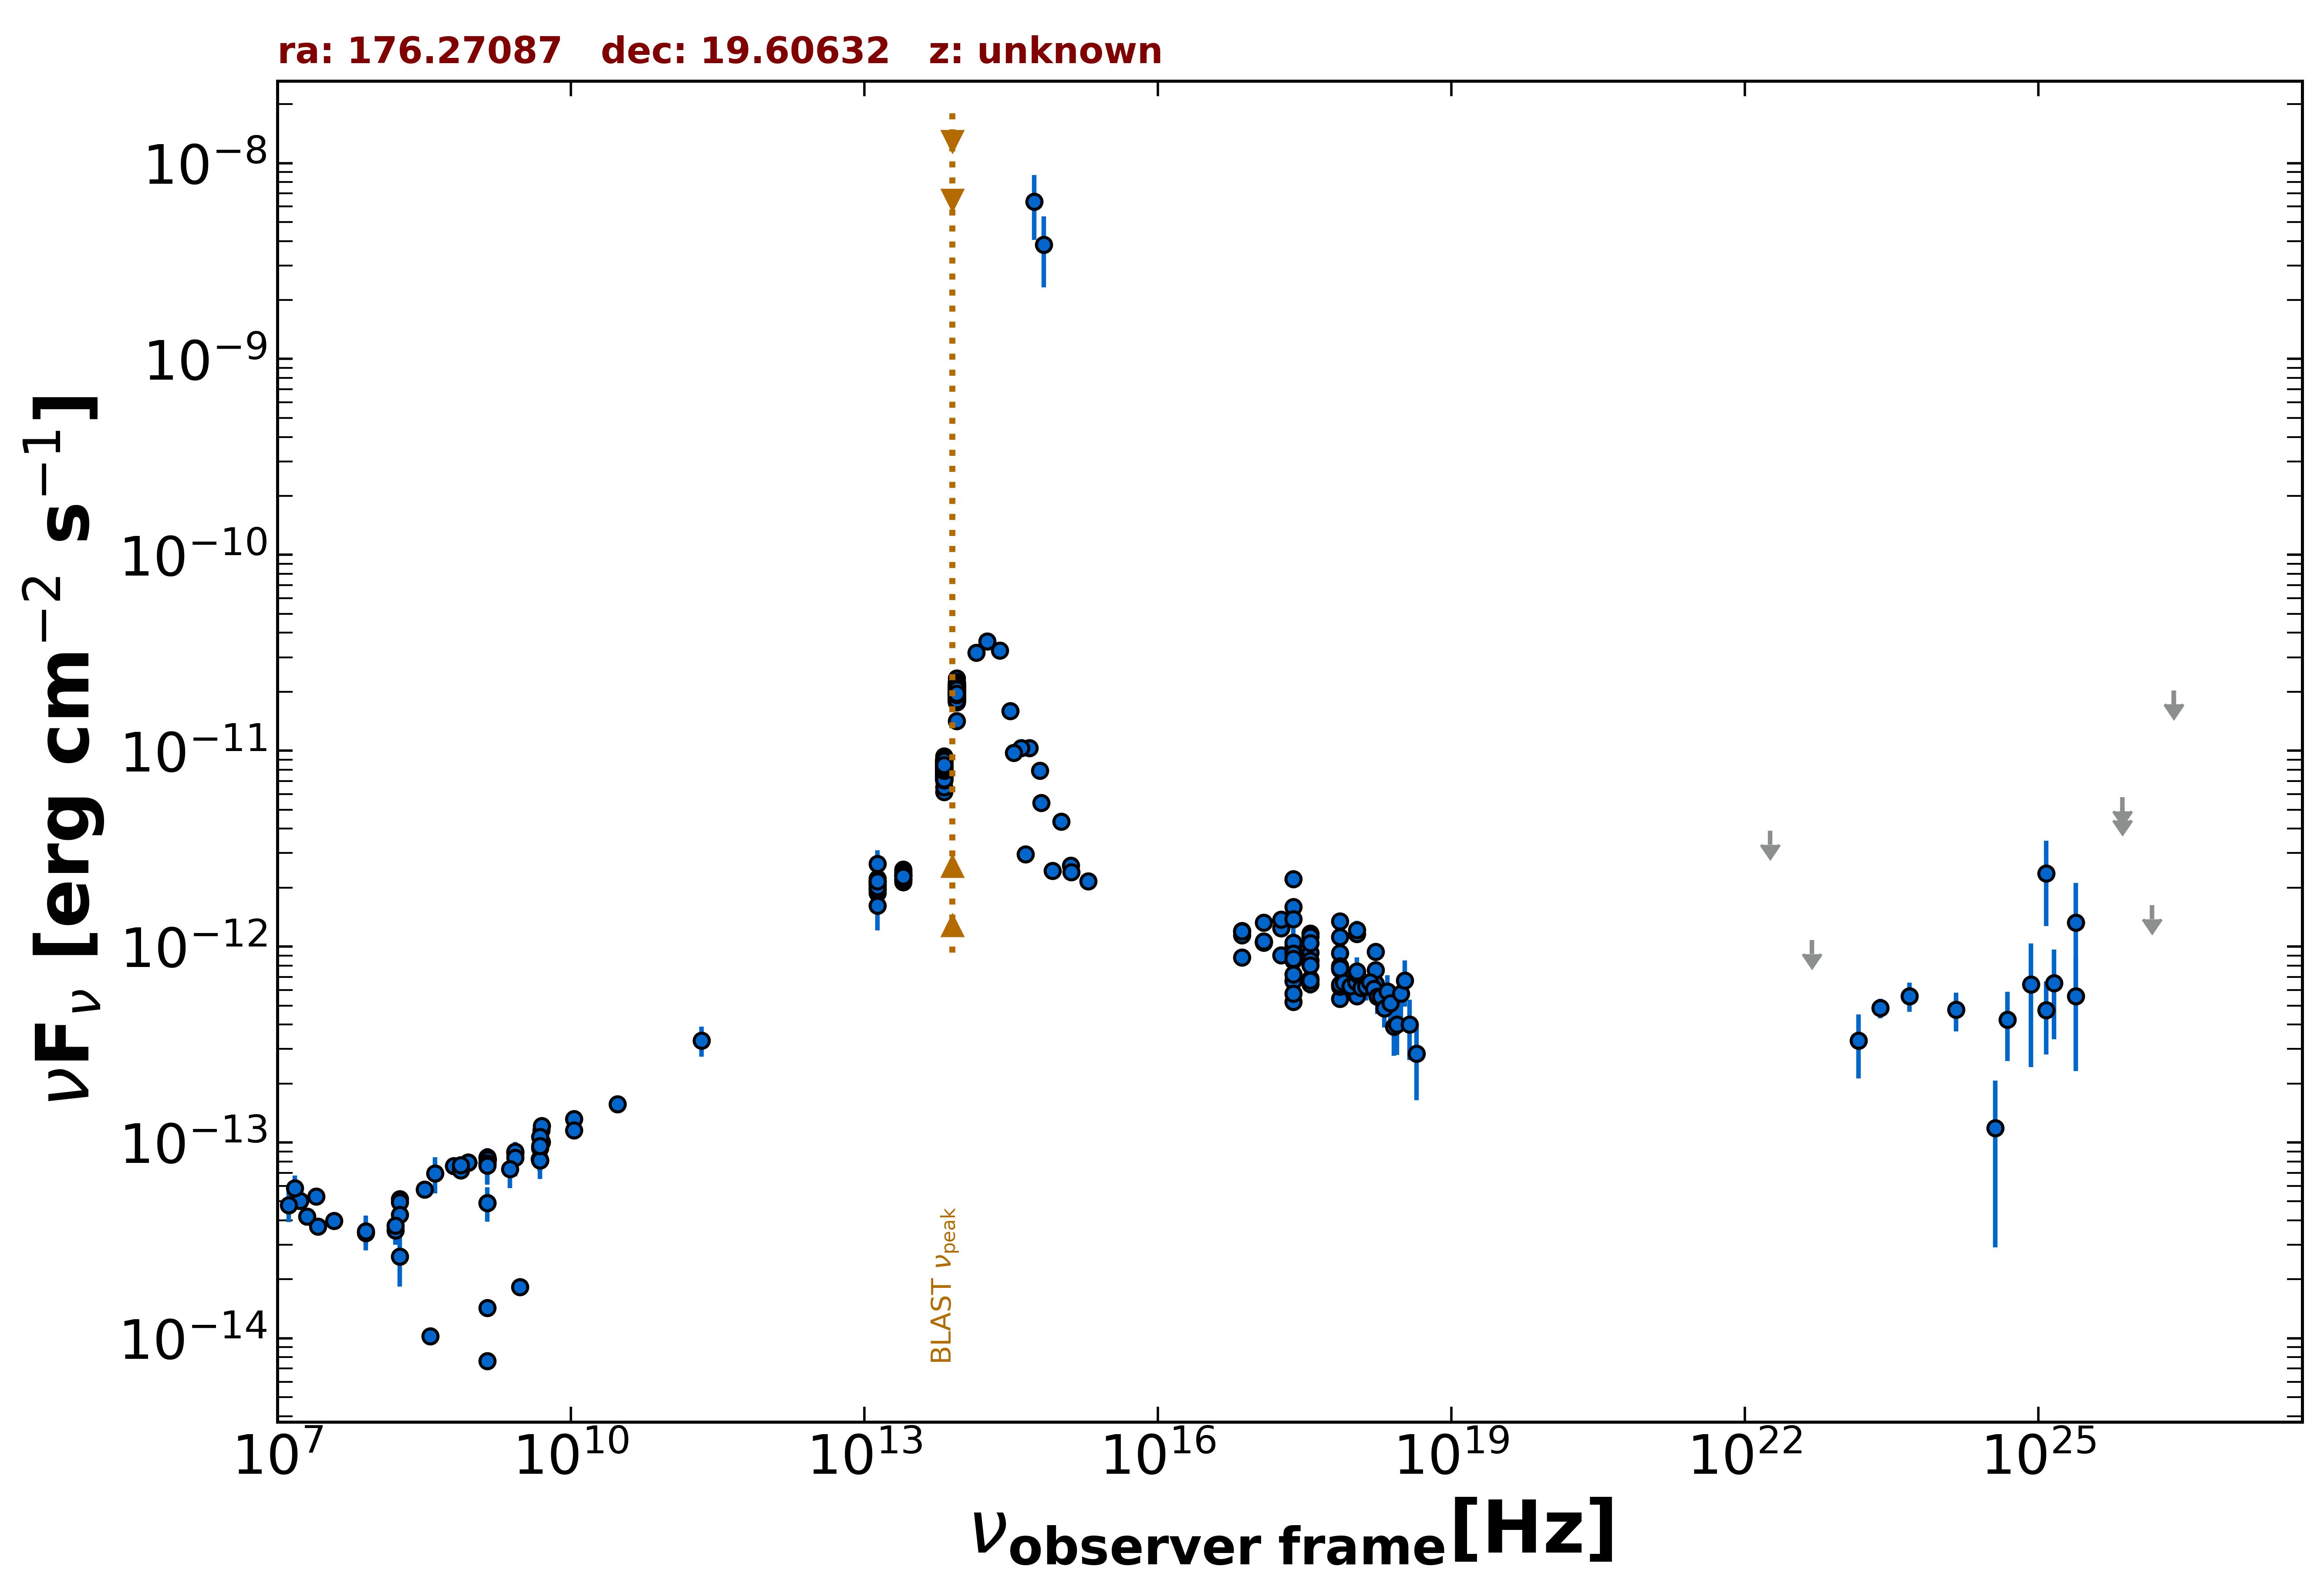 ra: 176.27087   dec: 19.60632   z: unknown
10⁻⁸
10⁻⁹
10⁻¹⁰
10⁻¹¹
10⁻¹²
10⁻¹³
10⁻¹⁴
νFν [erg cm⁻² s⁻¹]
BLAST νpeak
10⁷ 10¹⁰ 10¹³ 10¹⁶ 10¹⁹ 10²² 10²⁵
νobserver frame[Hz]